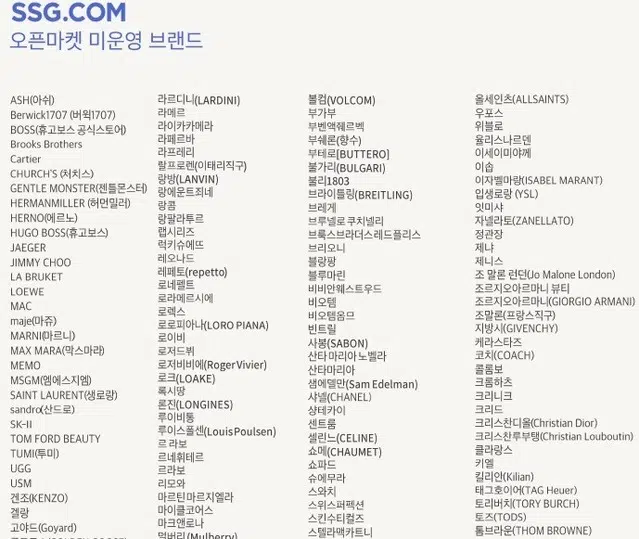 SSG.COM
오픈마켓 미운영 브랜드
ASH(아쉬)
Berwick1707 (버윅1707)
BOSS(휴고보스 공식스토어)
Brooks Brothers
Cartier
CHURCH'S (처치스)
GENTLE MONSTER(젠틀몬스터)
HERMANMILLER (허먼밀러)
HERNO(에르노)
HUGO BOSS(휴고보스)
JAEGER
JIMMY CHOO
LA BRUKET
LOEWE
MAC
maje(마쥬)
MARNI(마르니)
MAX MARA(막스마라)
MEMO
MSGM(엠에스지엠)
SAINT LAURENT(생로랑)
sandro(산드로)
SK-II
TOM FORD BEAUTY
TUMI(투미)
UGG
USM
겐조(KENZO)
겔랑
고야드(Goyard)
라르디니(LARDINI)
라메르
라이카카메라
라페르바
라프레리
랄프로렌(이태리직구)
랑방(LANVIN)
랑에운트죄네
랑콤
랑팔라투르
랩시리즈
럭키슈에뜨
레오나드
레페토(repetto)
로네펠트
로라메르시에
로렉스
로로피아나(LORO PIANA)
로이비
로저드뷔
로저비비에(Roger Vivier)
로크(LOAKE)
록시땅
론진(LONGINES)
루이비통
루이스폴센(Louis Poulsen)
르 라보
르네휘테르
르라보
리모와
마르틴 마르지엘라
마이클코어스
마크앤로나
멀버리(Mulberry)
볼컴(VOLCOM)
부가부
부벤앤쉐르벡
부쉐론(향수)
부테로[BUTTERO]
불가리(BULGARI)
불리1803
브라이틀링(BREITLING)
브레게
브루넬로 쿠치넬리
브룩스브라더스레드플리스
브리오니
블랑팡
블루마린
비비안웨스트우드
비오템
비오템옴므
빈트릴
사봉(SABON)
산타 마리아 노벨라
산타마리아
샘에델만(Sam Edelman)
샤넬(CHANEL)
샹테카이
센트룸
셀린느(CELINE)
쇼메(CHAUMET)
쇼파드
슈에무라
스와치
스위스퍼펙션
스킨수티컬즈
스텔라맥카트니
올세인츠(ALLSAINTS)
우포스
위블로
율리스나르덴
이세이미야께
이솝
이자벨마랑(ISABEL MARANT)
입생로랑 (YSL)
잇미샤
자넬라토(ZANELLATO)
정관장
제냐
제니스
조 말론 런던(Jo Malone London)
조르지오아르마니 뷰티
조르지오아르마니(GIORGIO ARMANI)
조말론(프랑스직구)
지방시(GIVENCHY)
케라스타즈
코치(COACH)
콜롬보
크롬하츠
크리니크
크리드
크리스찬디올(Christian Dior)
크리스찬루부탱(Christian Louboutin)
클라랑스
키엘
킬리안(Kilian)
태그호이어(TAG Heuer)
토리버치(TORY BURCH)
토즈(TODS)
톰브라운(THOM BROWNE)